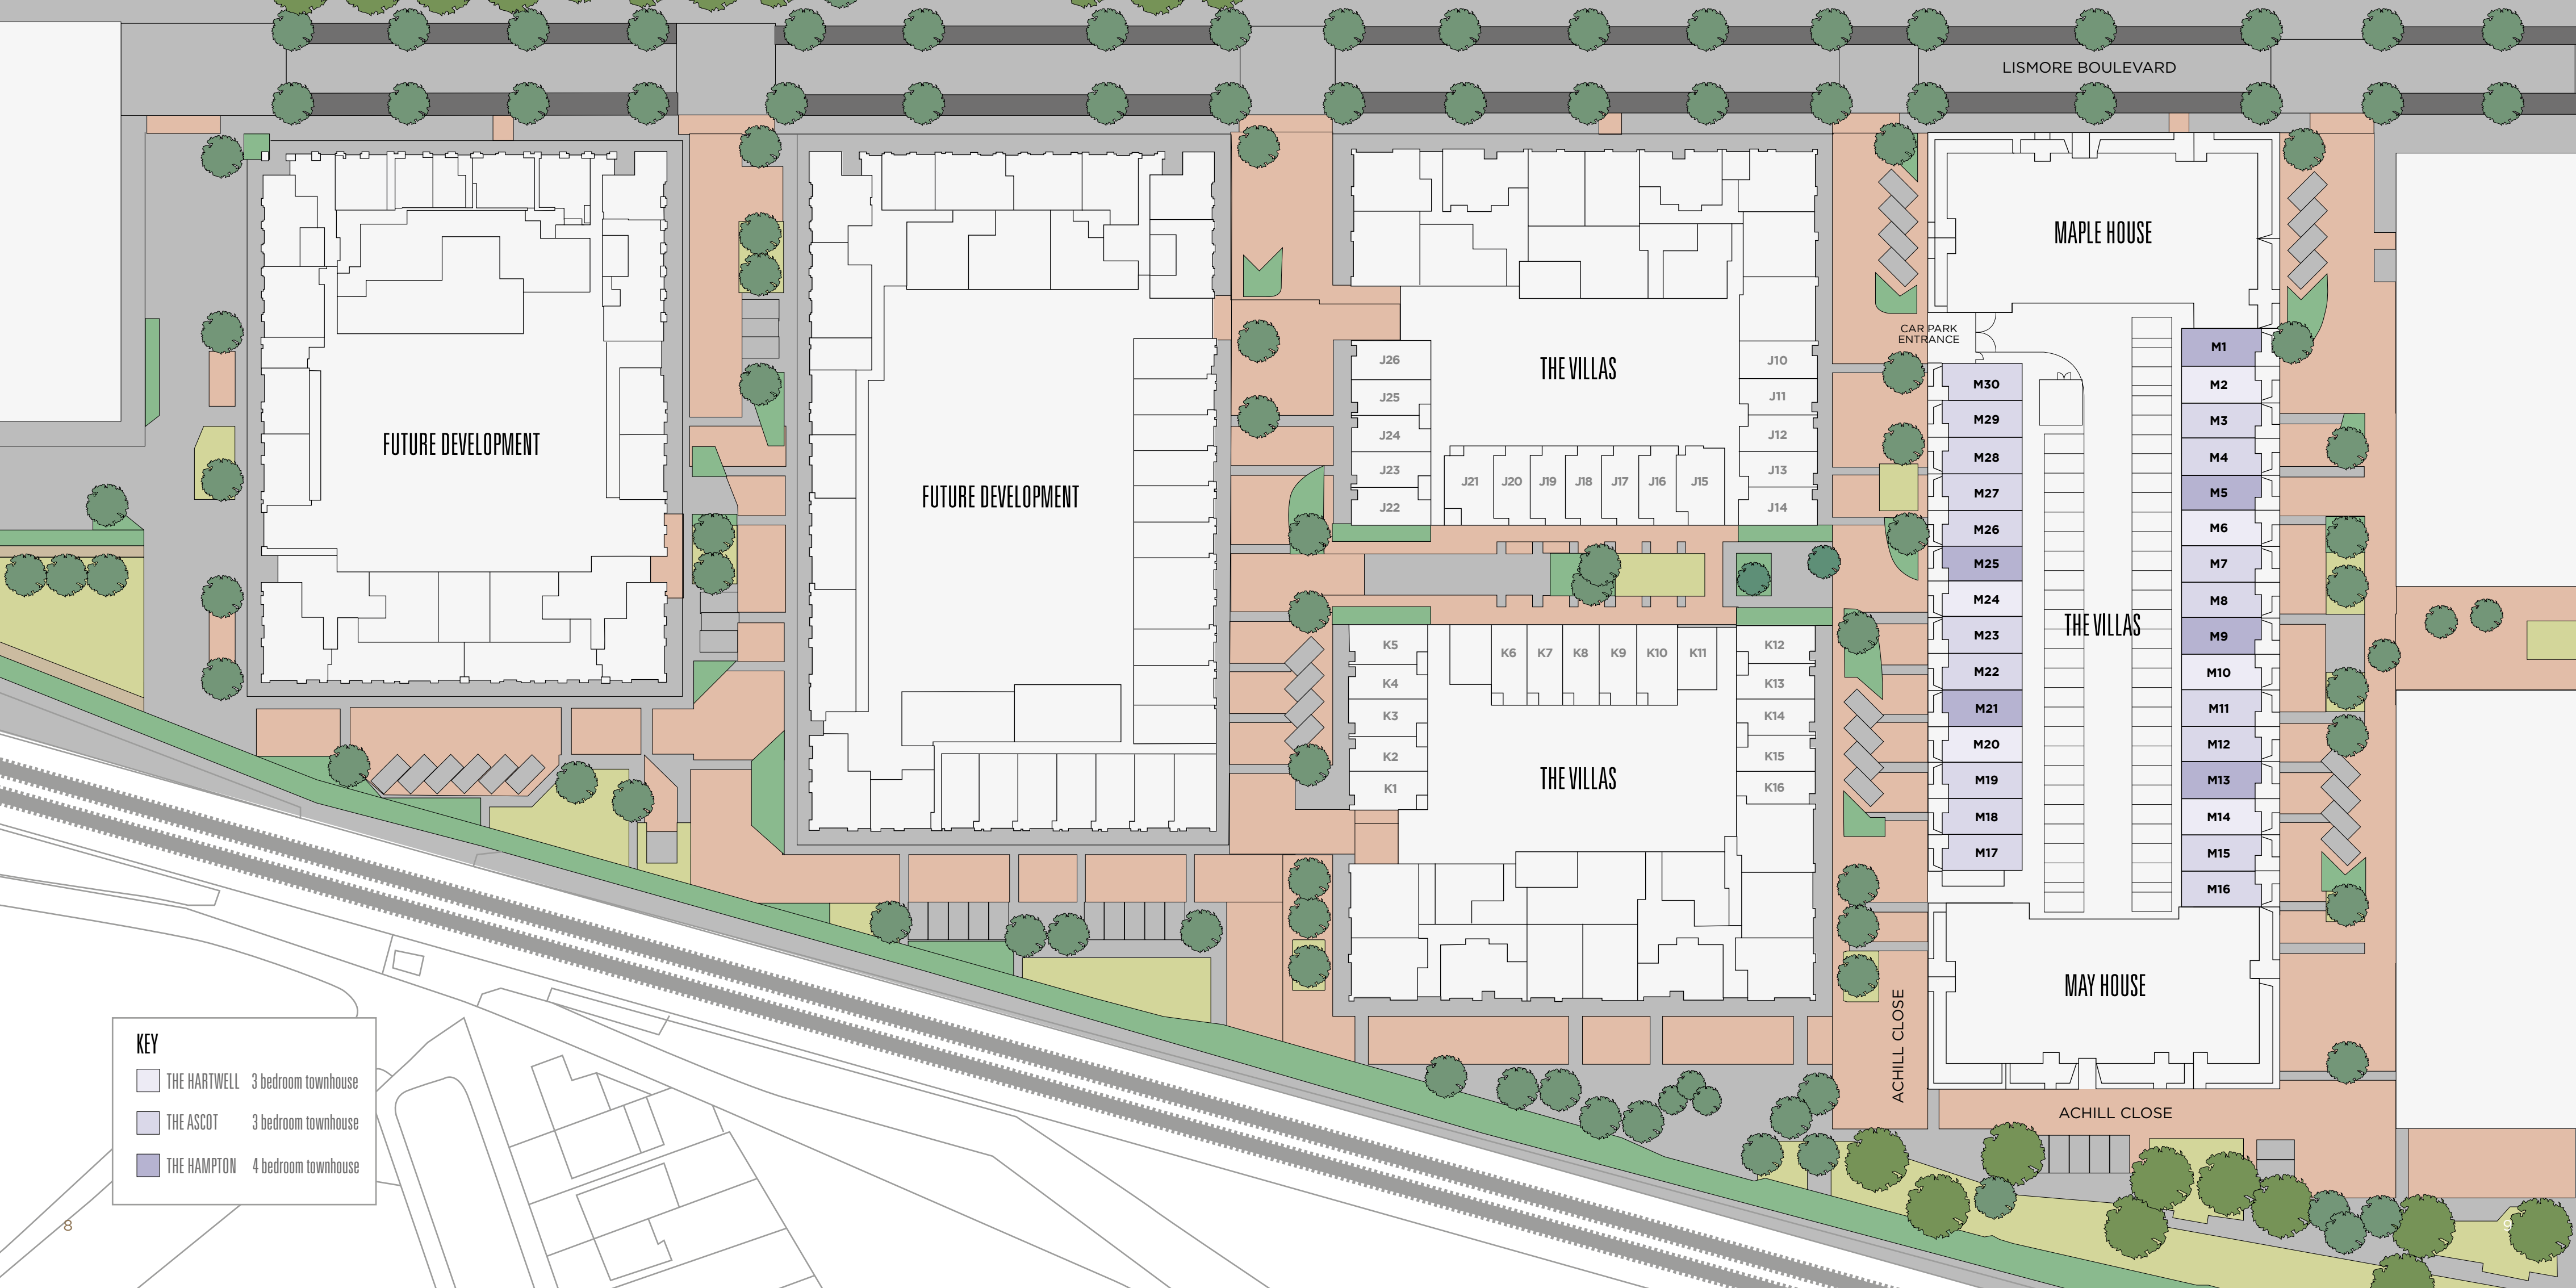 LISMORE BOULEVARD
MAPLE HOUSE
CAR PARK
ENTRANCE
THE VILLAS
FUTURE DEVELOPMENT
FUTURE DEVELOPMENT
J26
J25
J24
J23
J22
J21
J20
J19
J18
J17
J16
J15
J10
J11
J12
J13
J14
M30
M29
M28
M27
M26
M25
M24
M23
M22
M21
M20
M19
M18
M17
THE VILLAS
M1
M2
M3
M4
M5
M6
M7
M8
M9
M10
M11
M12
M13
M14
M15
M16
K5
K4
K3
K2
K1
K6
K7
K8
K9
K10
K11
K12
K13
K14
K15
K16
THE VILLAS
MAY HOUSE
ACHILL CLOSE
ACHILL CLOSE
KEY
THE HARTWELL 3 bedroom townhouse
THE ASCOT 3 bedroom townhouse
THE HAMPTON 4 bedroom townhouse
8
9